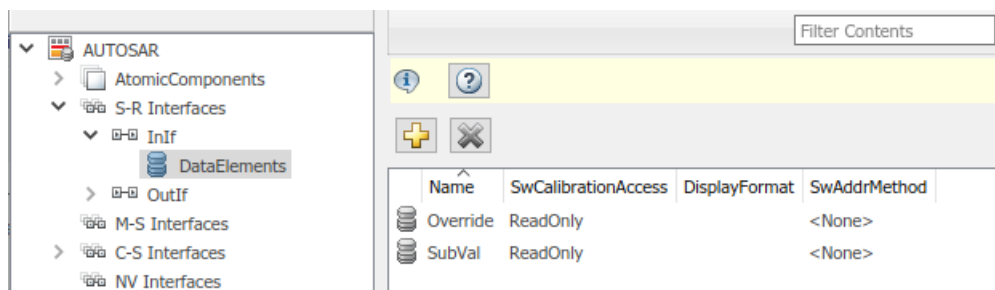 Filter Contents
AUTOSAR
AtomicComponents
S-R Interfaces
InIf
DataElements
OutIf
M-S Interfaces
C-S Interfaces
NV Interfaces
Name SwCalibrationAccess DisplayFormat SwAddrMethod
Override ReadOnly <None>
SubVal ReadOnly <None>